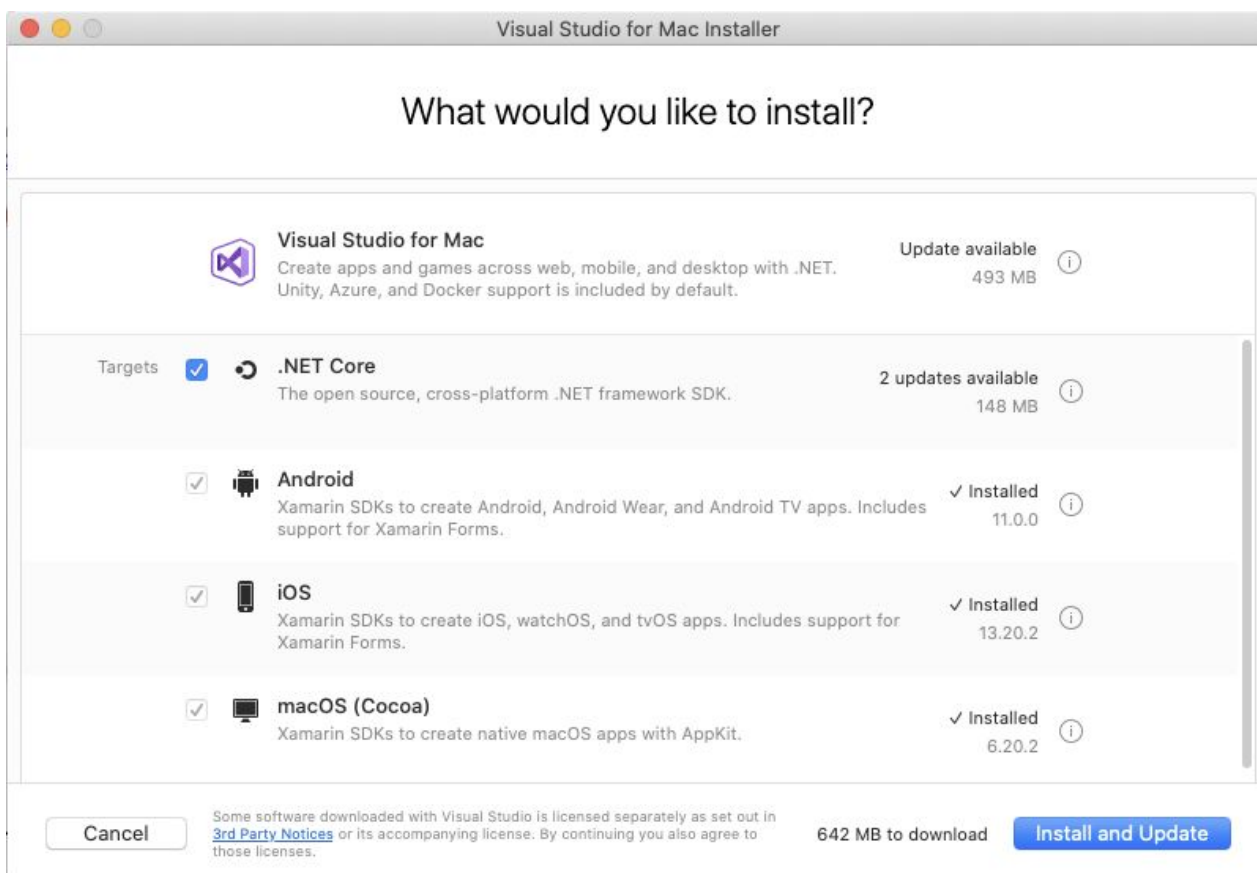 Visual Studio for Mac Installer
What would you like to install?
Visual Studio for Mac
Create apps and games across web, mobile, and desktop with .NET.
Unity, Azure, and Docker support is included by default.
Update available
493 MB
Targets
.NET Core
The open source, cross-platform .NET framework SDK.
2 updates available
148 MB
Android
Xamarin SDKs to create Android, Android Wear, and Android TV apps. Includes
support for Xamarin Forms.
✓ Installed
11.0.0
iOS
Xamarin SDKs to create iOS, watchOS, and tvOS apps. Includes support for
Xamarin Forms.
✓ Installed
13.20.2
macOS (Cocoa)
Xamarin SDKs to create native macOS apps with AppKit.
✓ Installed
6.20.2
Cancel
Some software downloaded with Visual Studio is licensed separately as set out in
3rd Party Notices or its accompanying license. By continuing you also agree to
those licenses.
642 MB to download
Install and Update